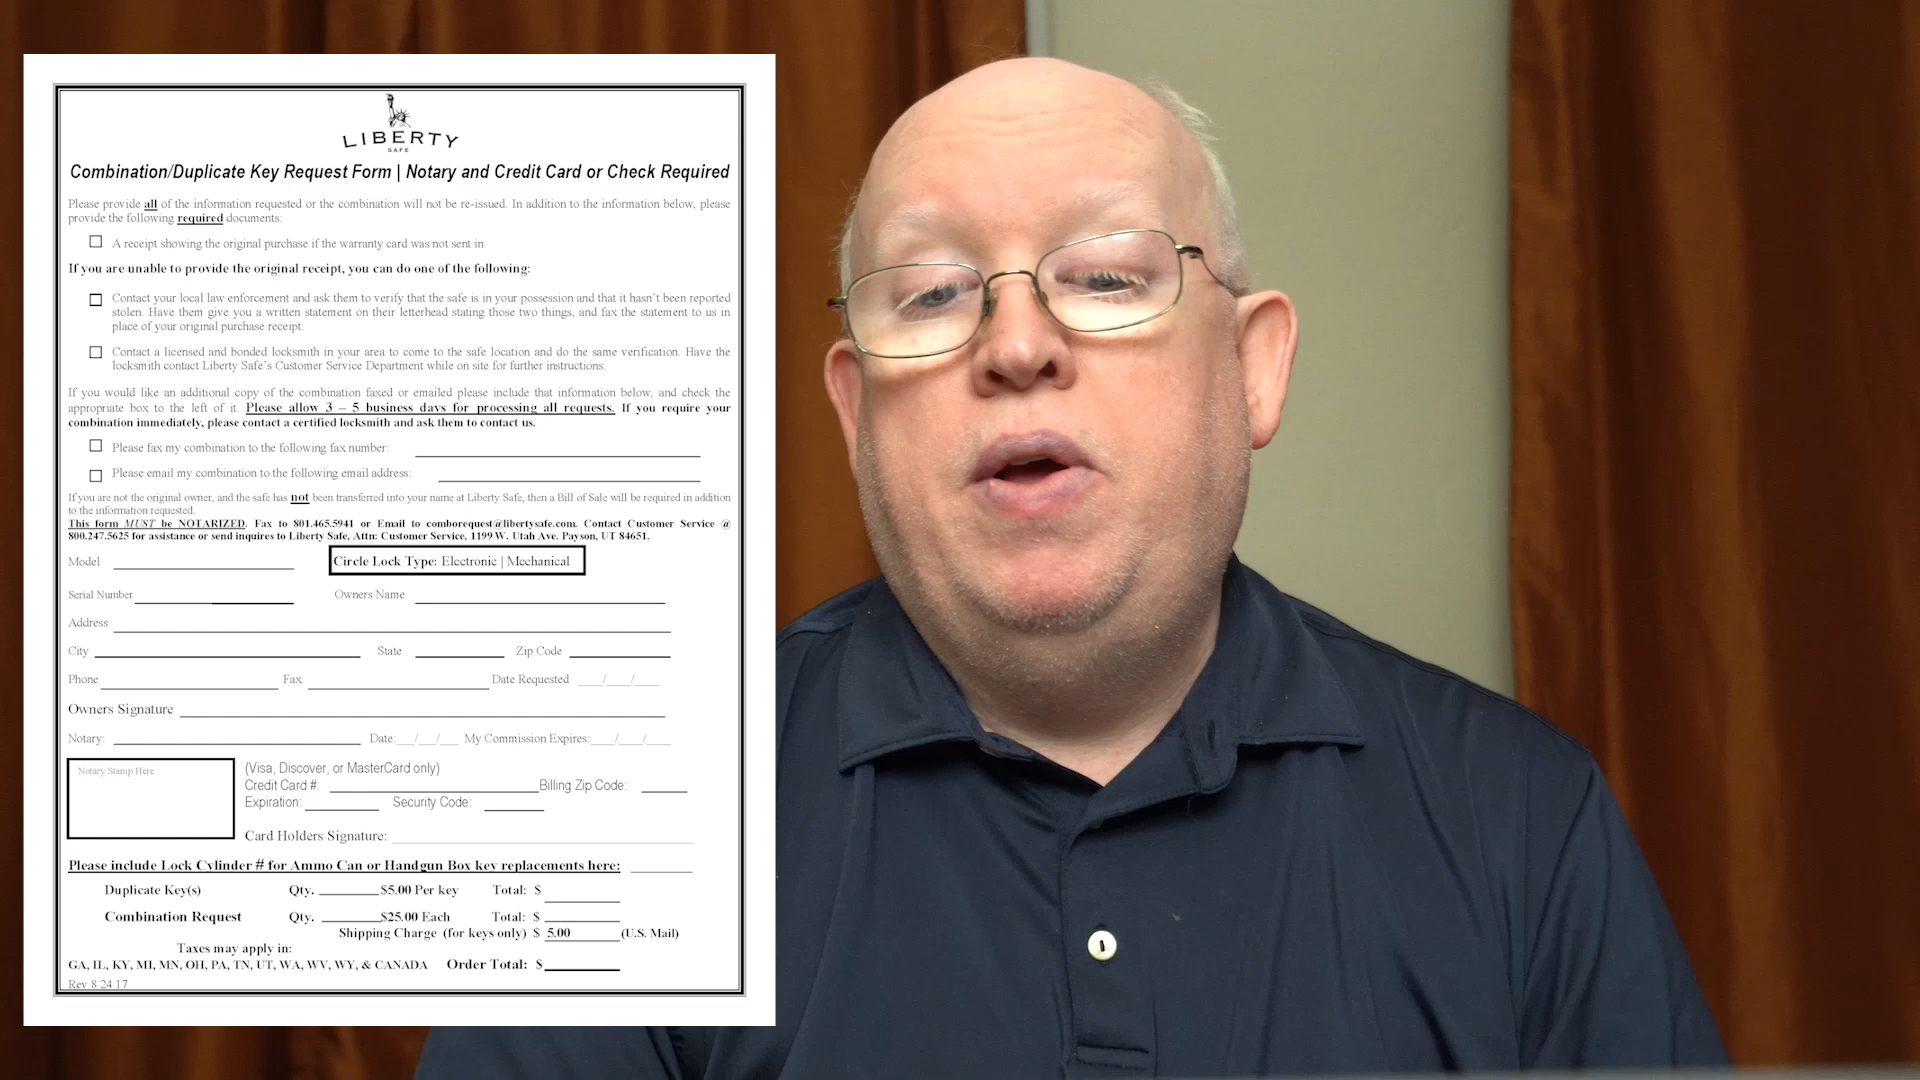 LIBERTY
SAFE
Combination/Duplicate Key Request Form | Notary and Credit Card or Check Required
Please provide all of the information requested or the combination will not be re-issued. In addition to the information below, please
provide the following required documents:
A receipt showing the original purchase if the warranty card was not sent in
If you are unable to provide the original receipt, you can do one of the following:
Contact your local law enforcement and ask them to verify that the safe is in your possession and that it hasn't been reported
stolen. Have them give you a written statement on their letterhead stating those two things, and fax the statement to us in
place of your original purchase receipt.
Contact a licensed and bonded locksmith in your area to come to the safe location and do the same verification. Have the
locksmith contact Liberty Safe's Customer Service Department while on site for further instructions.
If you would like an additional copy of the combination faxed or emailed please include that information below, and check the
appropriate box to the left of it. Please allow 3 – 5 business days for processing all requests. If you require your
combination immediately, please contact a certified locksmith and ask them to contact us.
Please fax my combination to the following fax number:
Please email my combination to the following email address:
If you are not the original owner, and the safe has not been transferred into your name at Liberty Safe, then a Bill of Sale will be required in addition
to the information requested.
This form MUST be NOTARIZED. Fax to 801.465.5941 or Email to comborequest@libertysafe.com. Contact Customer Service @
800.247.5625 for assistance or send inquires to Liberty Safe, Attn: Customer Service, 1199 W. Utah Ave. Payson, UT 84651.
Model Circle Lock Type: Electronic | Mechanical
Serial Number Owners Name
Address
City State Zip Code
Phone Fax Date Requested ___/___/___
Owners Signature
Notary: Date:___/___/___ My Commission Expires:___/___/___
Notary Stamp Here
(Visa, Discover, or MasterCard only)
Credit Card #: Billing Zip Code:
Expiration: Security Code:
Card Holders Signature:
Please include Lock Cylinder # for Ammo Can or Handgun Box key replacements here:
Duplicate Key(s) Qty. $5.00 Per key Total: $
Combination Request Qty. $25.00 Each Total: $
Shipping Charge (for keys only) $ 5.00 (U.S. Mail)
Taxes may apply in:
GA, IL, KY, MI, MN, OH, PA, TN, UT, WA, WV, WY, & CANADA Order Total: $
Rev 8.24.17